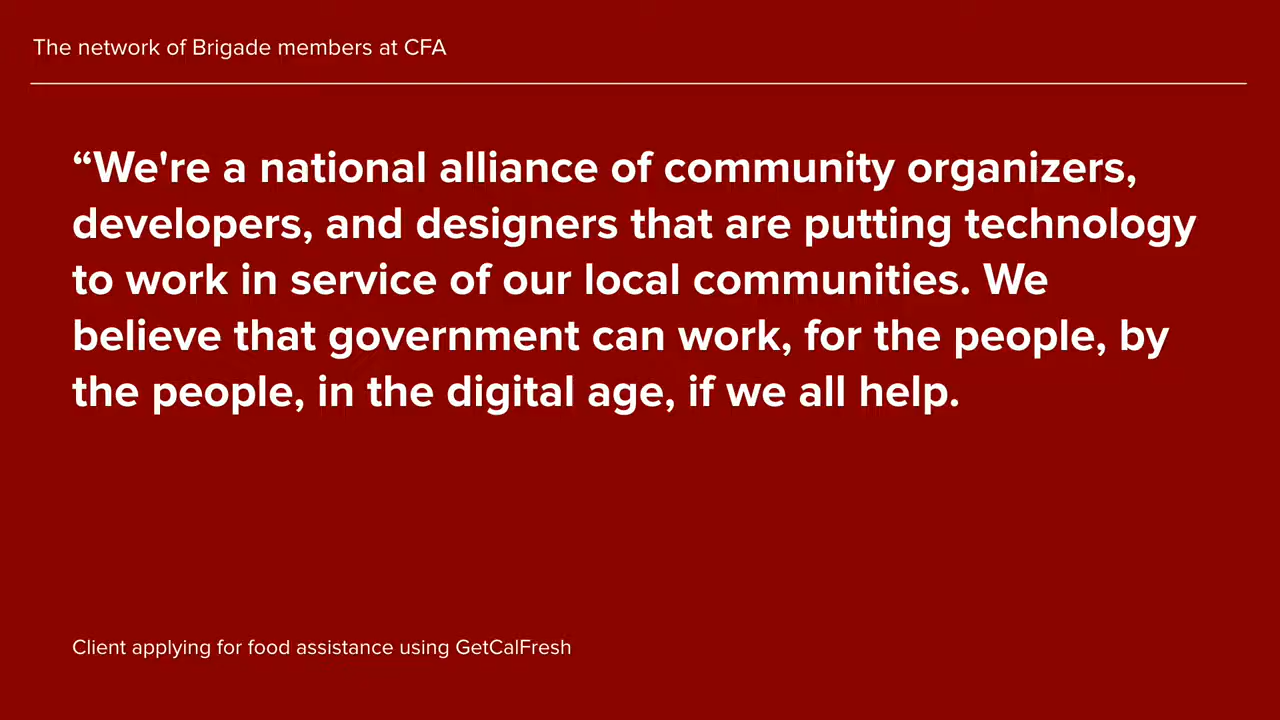 The network of Brigade members at CFA
“We're a national alliance of community organizers,
developers, and designers that are putting technology
to work in service of our local communities. We
believe that government can work, for the people, by
the people, in the digital age, if we all help.
Client applying for food assistance using GetCalFresh